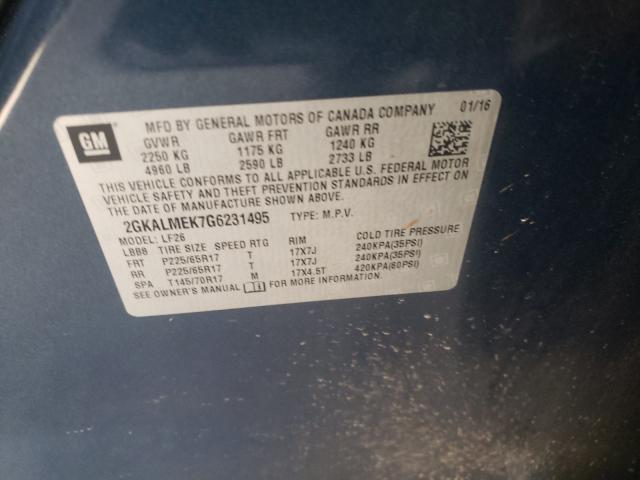 GM
MFD BY GENERAL MOTORS OF CANADA COMPANY 01/16
GVWR GAWR FRT GAWR RR
2250 KG 1175 KG 1240 KG
4960 LB 2590 LB 2733 LB
THIS VEHICLE CONFORMS TO ALL APPLICABLE U.S. FEDERAL MOTOR
VEHICLE SAFETY AND THEFT PREVENTION STANDARDS IN EFFECT ON
THE DATE OF MANUFACTURE SHOWN ABOVE.
2GKALMEK7G6231495 TYPE: M.P.V.
MODEL: LF26
LBBB TIRE SIZE SPEED RTG RIM COLD TIRE PRESSURE
FRT P225/65R17 T 17X7J 240KPA(35PSI)
RR P225/65R17 T 17X7J 240KPA(35PSI)
SPA T145/70R17 M 17X4.5T 420KPA(60PSI)
SEE OWNER'S MANUAL FOR MORE INFORMATION.